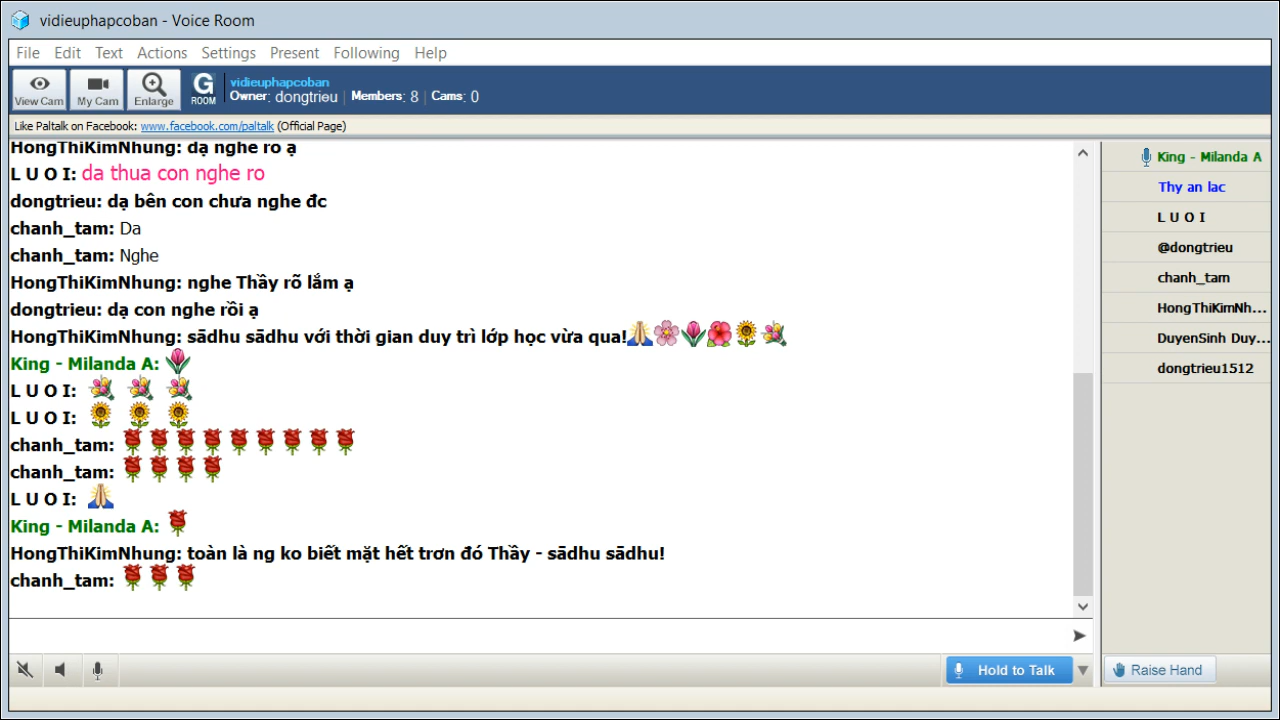 vidieuphapcoban - Voice Room
File Edit Text Actions Settings Present Following Help
View Cam
My Cam
Enlarge
G ROOM
vidieuphapcoban
Owner: dongtrieu | Members: 8 | Cams: 0
Like Paltalk on Facebook: www.facebook.com/paltalk (Official Page)
HongThiKimNhung: dạ nghe rõ ạ
L U O I: da thua con nghe ro
dongtrieu: dạ bên con chưa nghe đc
chanh_tam: Da
chanh_tam: Nghe
HongThiKimNhung: nghe Thầy rõ lắm ạ
dongtrieu: dạ con nghe rồi ạ
HongThiKimNhung: sādhu sādhu với thời gian duy trì lớp học vừa qua!
King - Milanda A:
L U O I:
L U O I:
chanh_tam:
chanh_tam:
L U O I:
King - Milanda A:
HongThiKimNhung: toàn là ng ko biết mặt hết trơn đó Thầy - sādhu sādhu!
chanh_tam:
King - Milanda A
Thy an lac
L U O I
@dongtrieu
chanh_tam
HongThiKimNh...
DuyenSinh Duy...
dongtrieu1512
Hold to Talk
Raise Hand